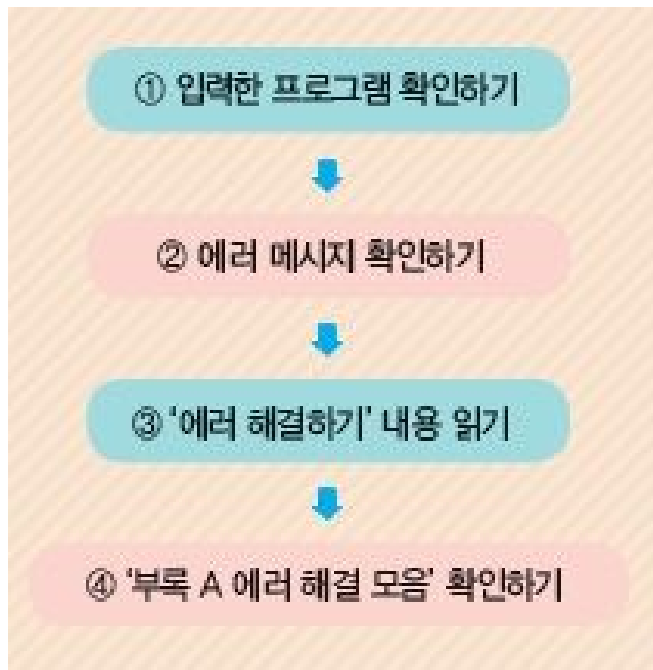 ① 입력한 프로그램 확인하기
② 에러 메시지 확인하기
③ ‘에러 해결하기’ 내용 읽기
④ ‘부록 A 에러 해결 모음’ 확인하기